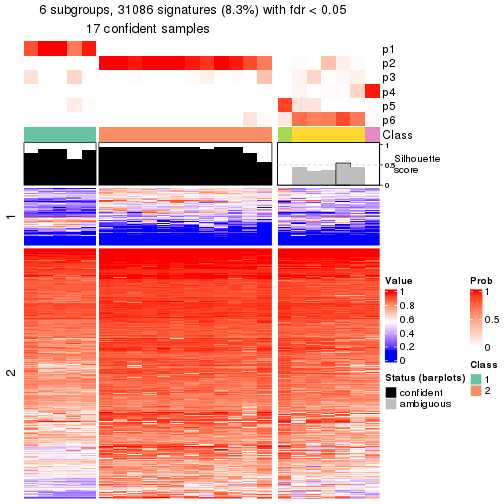 6 subgroups, 31086 signatures (8.3%) with fdr < 0.05
17 confident samples
p1
p2
p3
p4
p5
p6
Class
1
0.5
0
Silhouette
score
1
2
Value
1
0.8
0.6
0.4
0.2
0
Prob
1
0.5
0
Status (barplots)
confident
ambiguous
Class
1
2